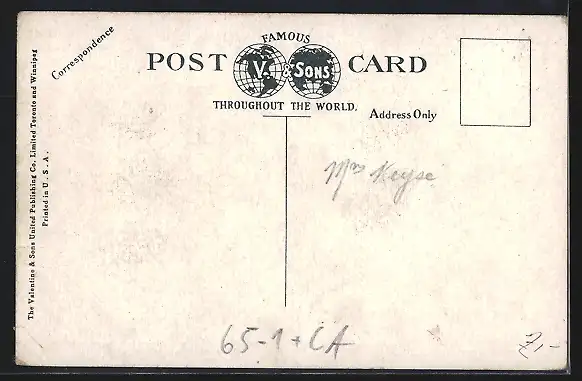 The Valentine & Sons United Publishing Co. Limited Toronto and Winnipeg
Printed in U.S.A.
Correspondence
FAMOUS
POST V. & SONS CARD
THROUGHOUT THE WORLD.
Address Only
Mrs Keyse
65-1+CA